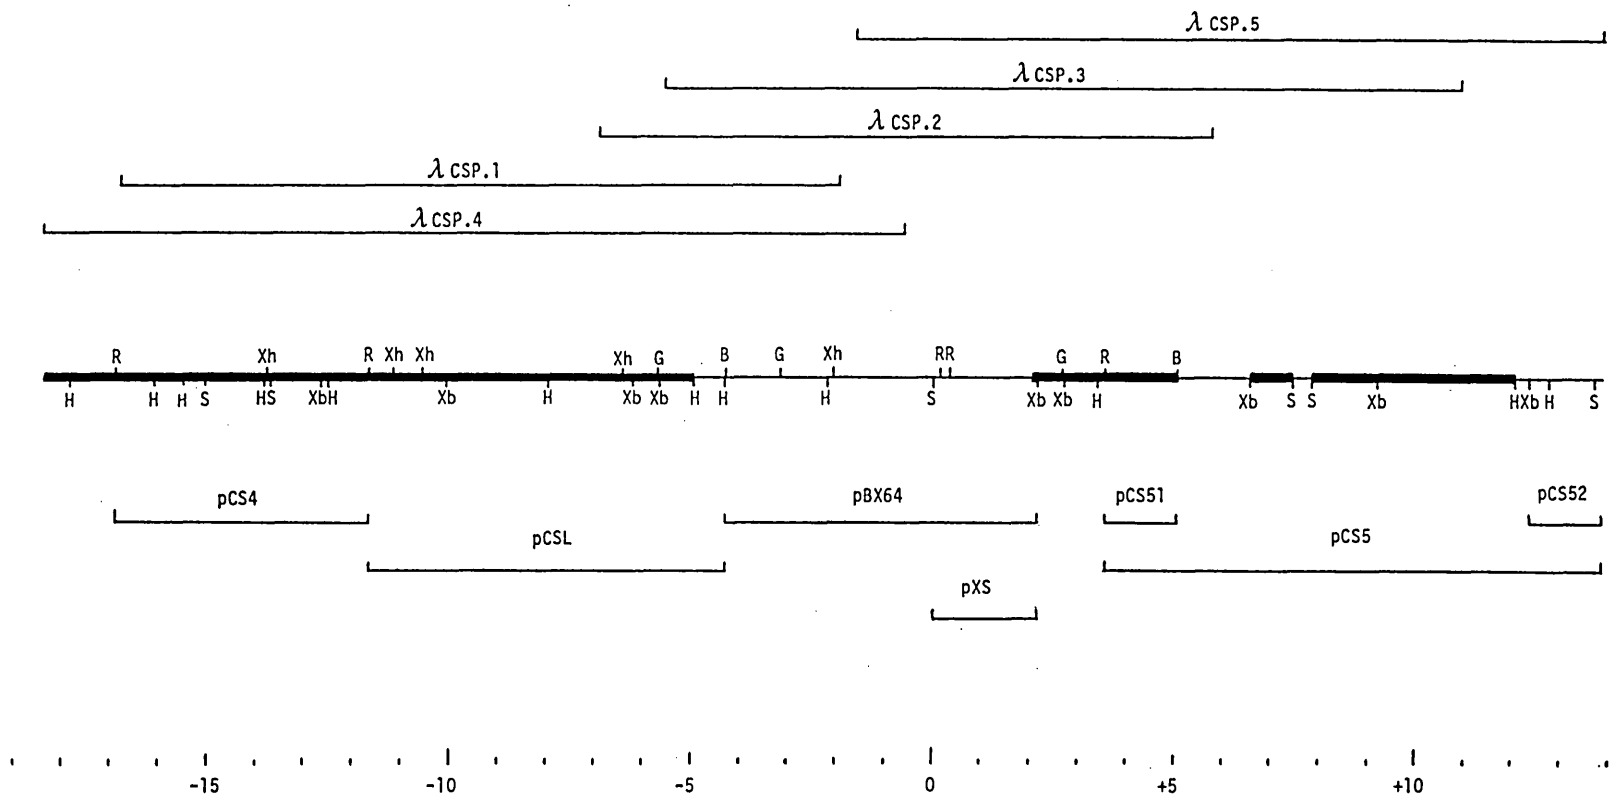 λ CSP.5
λ CSP.3
λ CSP.2
λ CSP.1
λ CSP.4
R Xh R Xh Xh Xh G B G Xh RR G R B
H H H S HS XbH Xb H Xb Xb H H H S Xb Xb H Xb S S Xb HXb H S
pCS4 pBX64 pCS51 pCS52
pCSL pCS5
pXS
-15 -10 -5 0 +5 +10